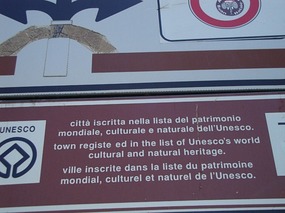 UNESCO
città iscritta nella lista del patrimonio
mondiale, culturale e naturale dell'Unesco.
town registe ed in the list of Unesco's world
cultural and natural heritage.
ville inscrite dans la liste du patrimoine
mondial, culturel et naturel de l'Unesco.